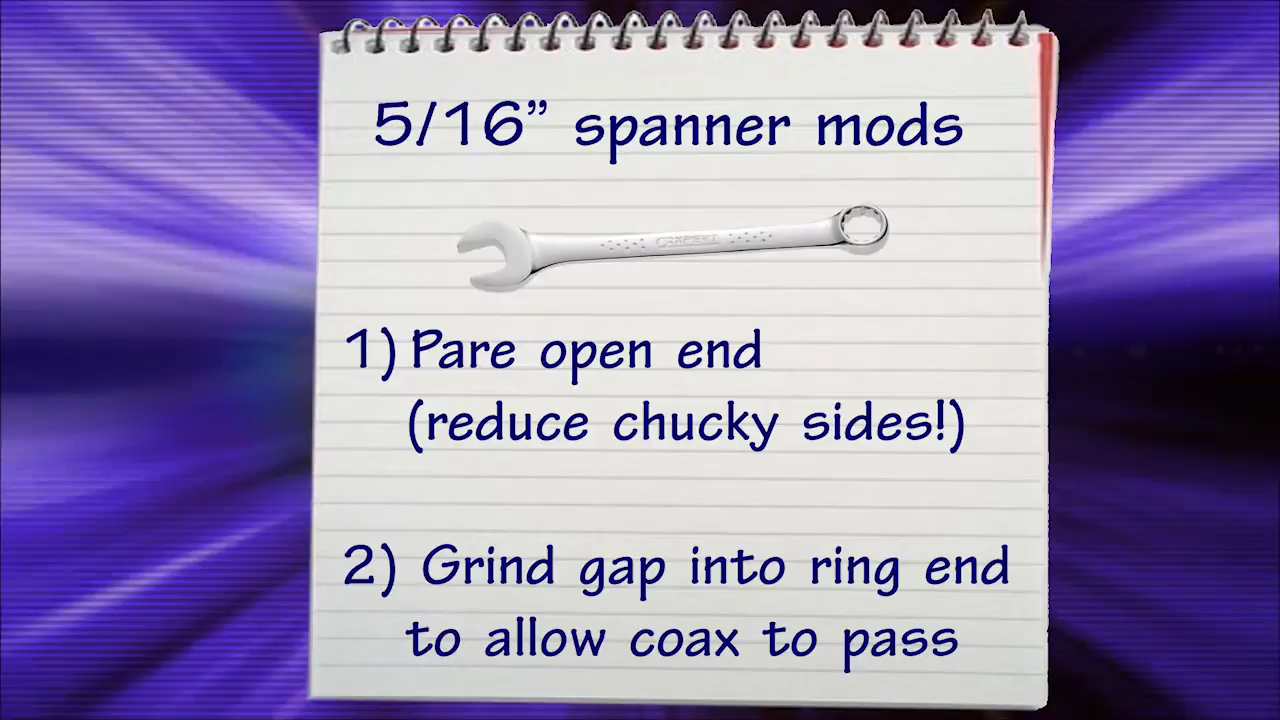 5/16” spanner mods
EXPERT
1) Pare open end
(reduce chucky sides!)
2) Grind gap into ring end
to allow coax to pass